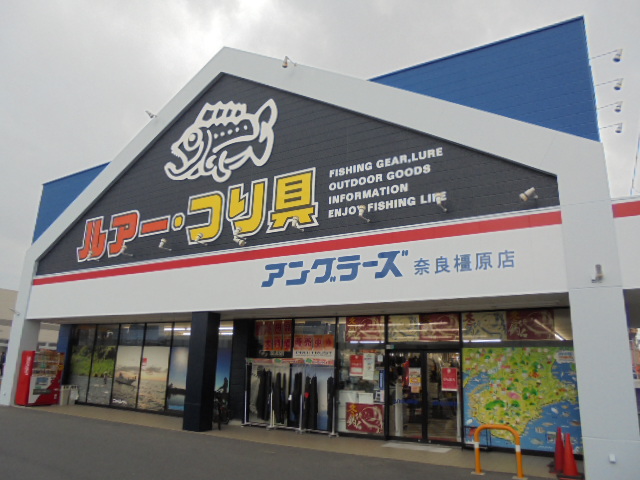 FISHING GEAR,LURE
OUTDOOR GOODS
INFORMATION
ENJOY FISHING LIFE
ルアー・つり具
アングラーズ 奈良橿原店